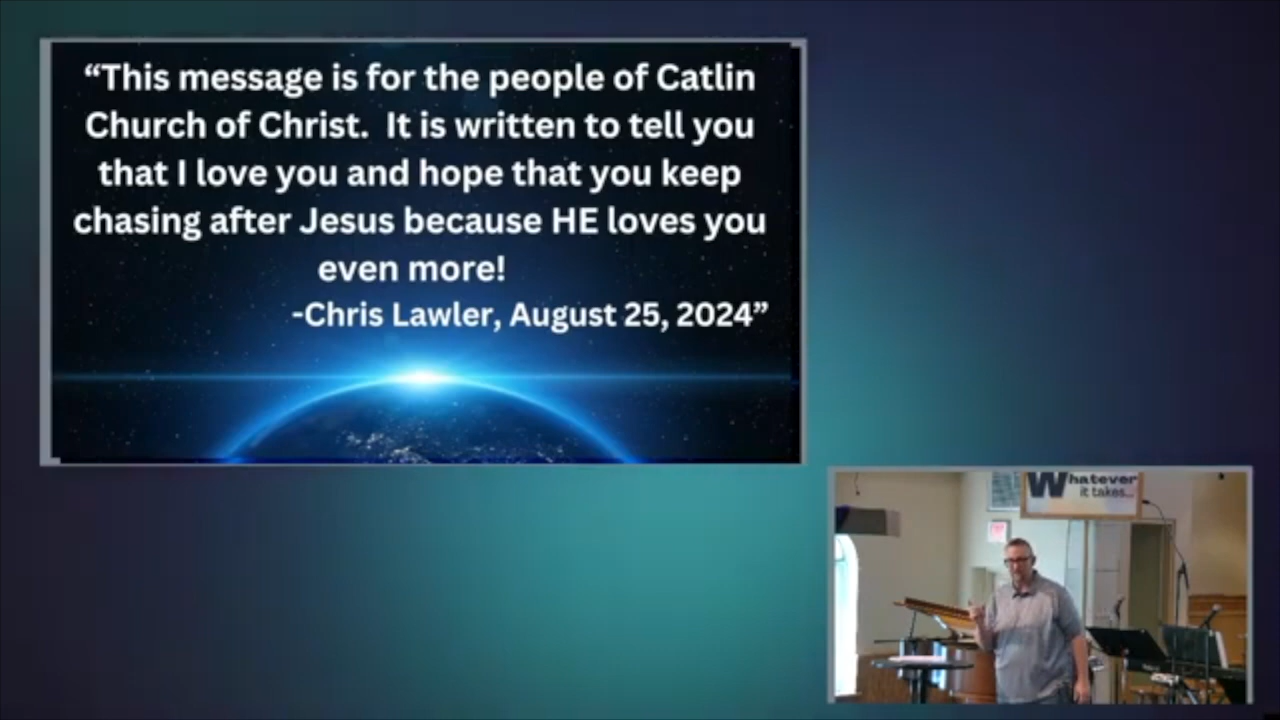 “This message is for the people of Catlin
Church of Christ.  It is written to tell you
that I love you and hope that you keep
chasing after Jesus because HE loves you
even more!
-Chris Lawler, August 25, 2024”
Whatever
it takes...